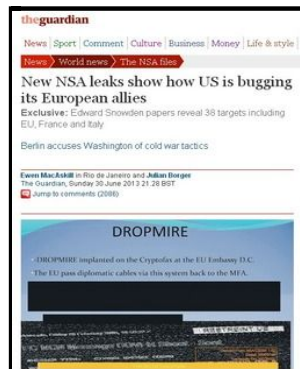 theguardian
News Sport Comment Culture Business Money Life & style
News World news The NSA files
New NSA leaks show how US is bugging
its European allies
Exclusive: Edward Snowden papers reveal 38 targets including
EU, France and Italy
Berlin accuses Washington of cold war tactics
Ewen MacAskill in Rio de Janeiro and Julian Borger
The Guardian, Sunday 30 June 2013 21.28 BST
Jump to comments (2086)
DROPMIRE
• DROPMIRE implanted on the Cryptofax at the EU Embassy D.C.
• The EU pass diplomatic cables via this system back to the MFA.